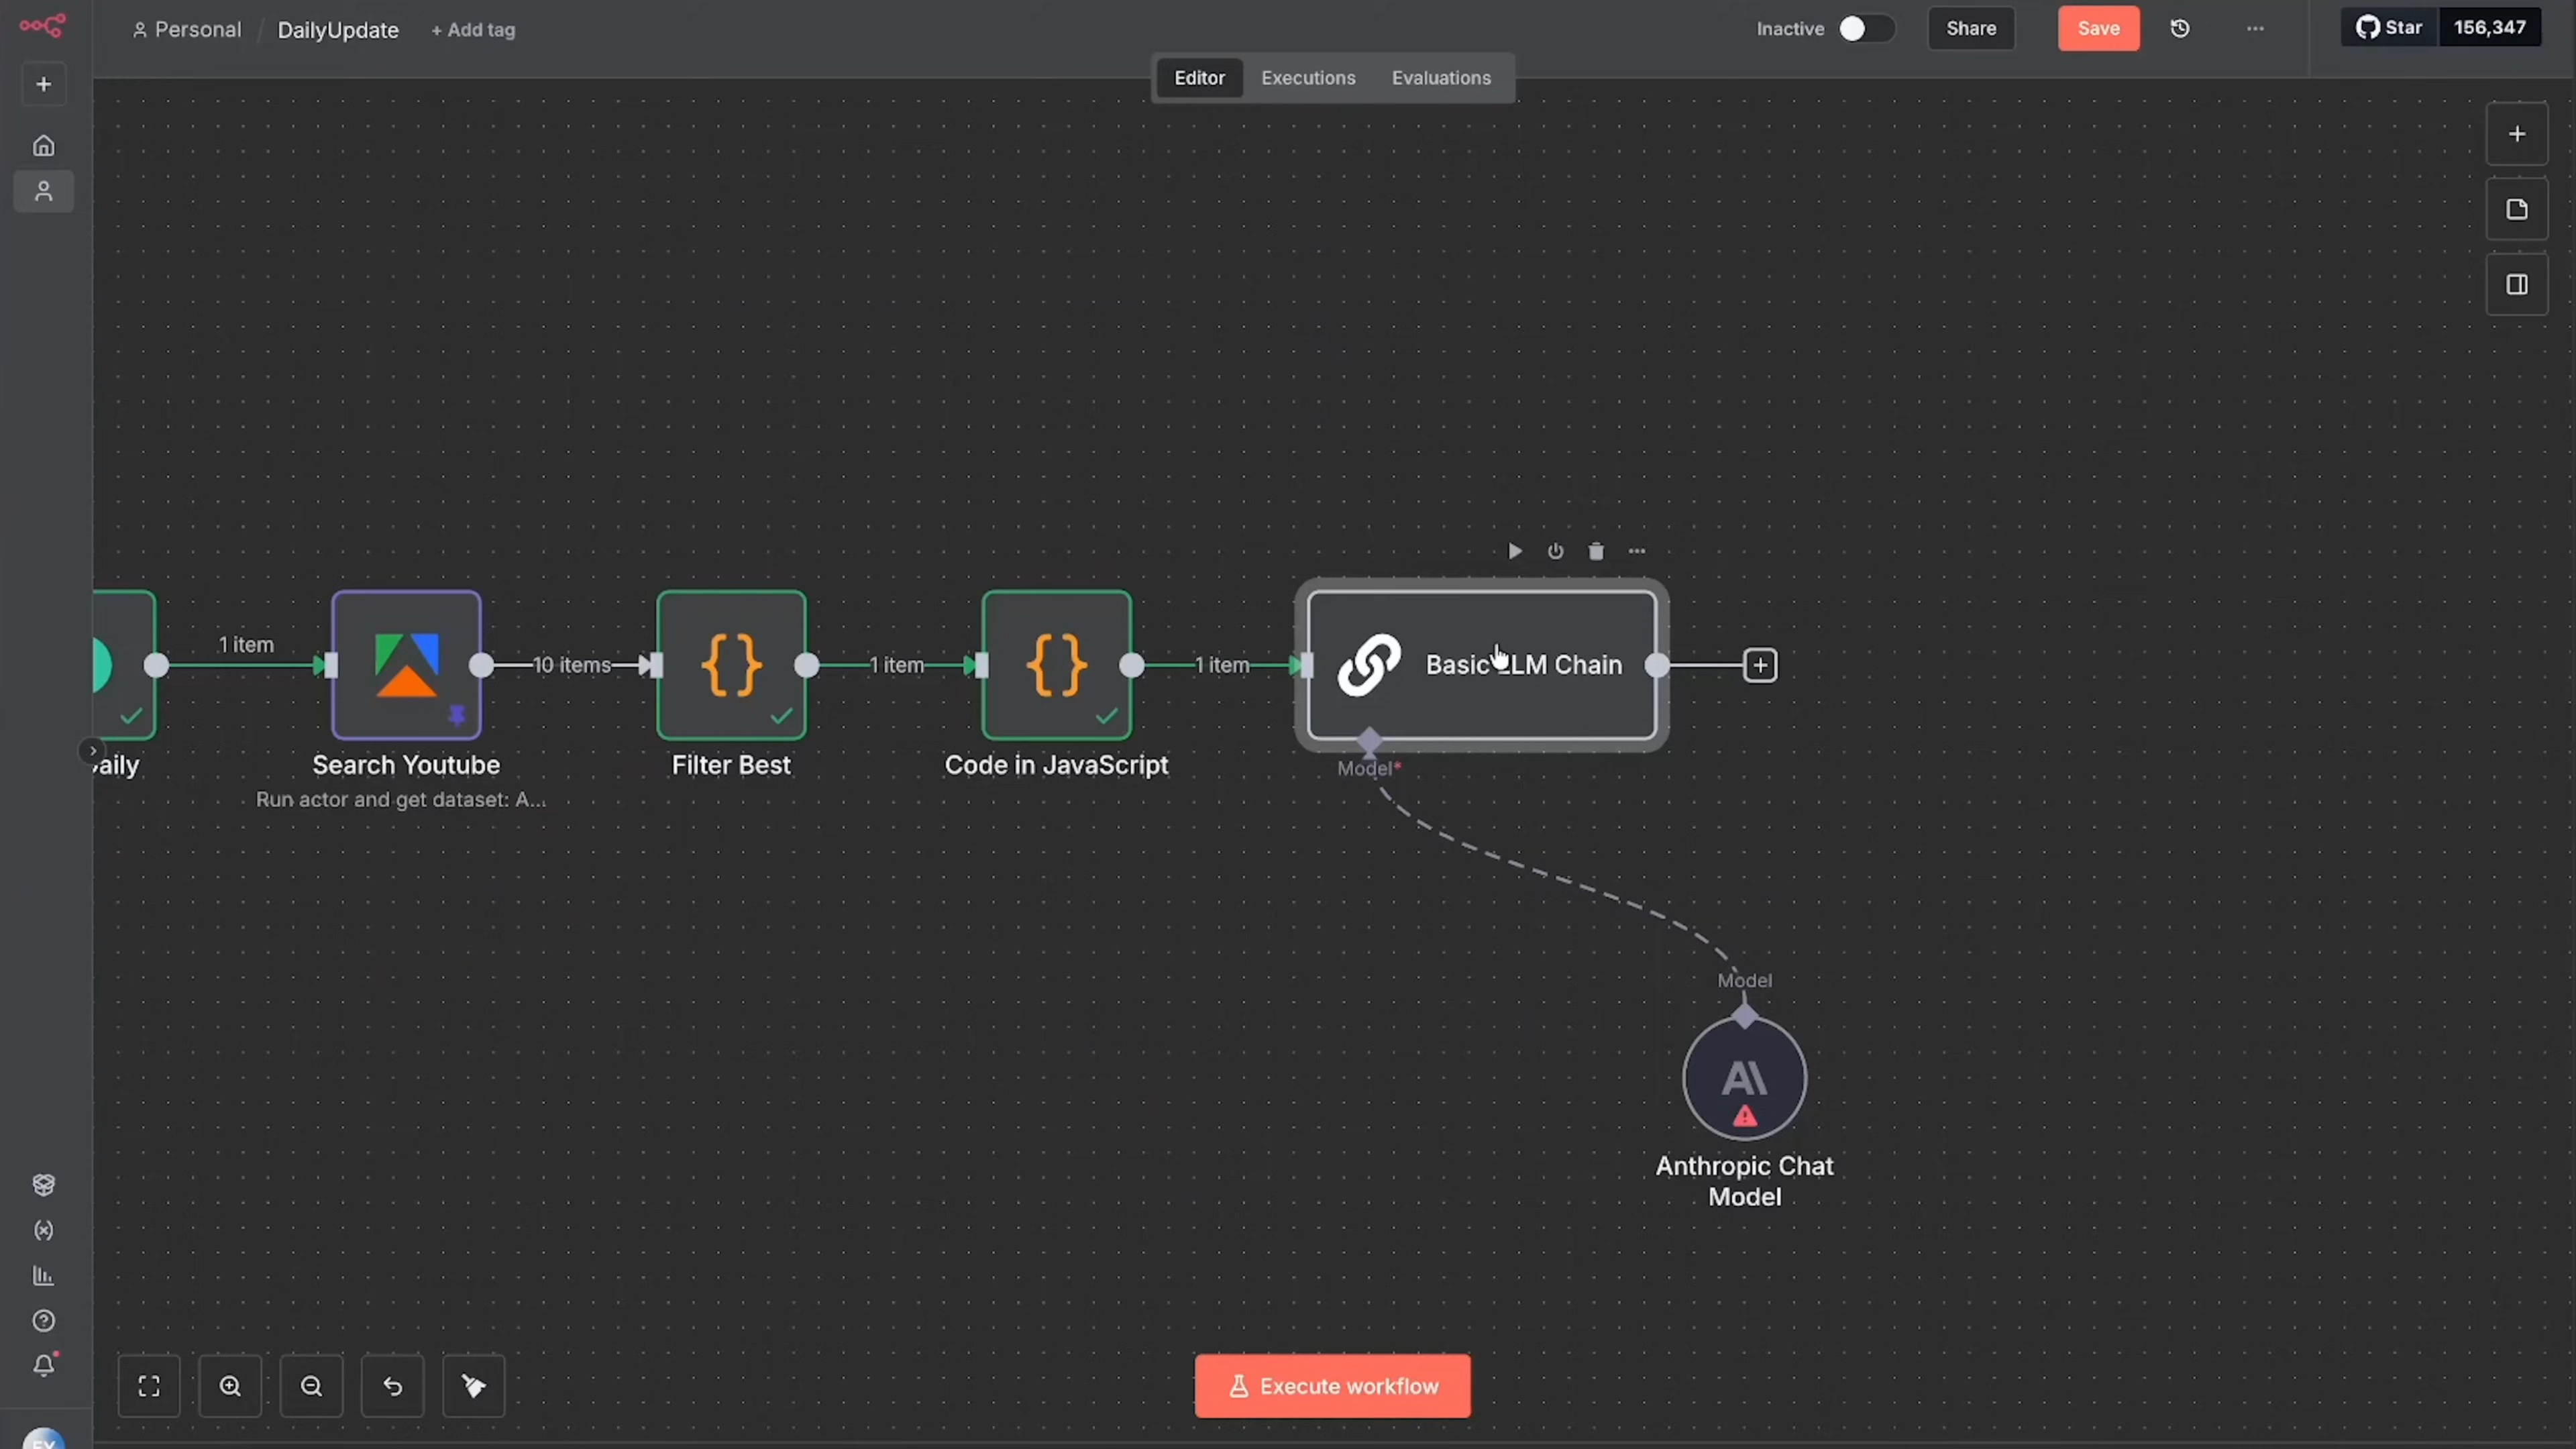 Personal / DailyUpdate + Add tag
Inactive
Share
Save
Star 156,347
Editor Executions Evaluations
1 item
10 items
1 item
1 item
Basic LLM Chain
aily
Search Youtube
Run actor and get dataset: A...
Filter Best
Code in JavaScript
Model*
Model
Anthropic Chat
Model
Execute workflow